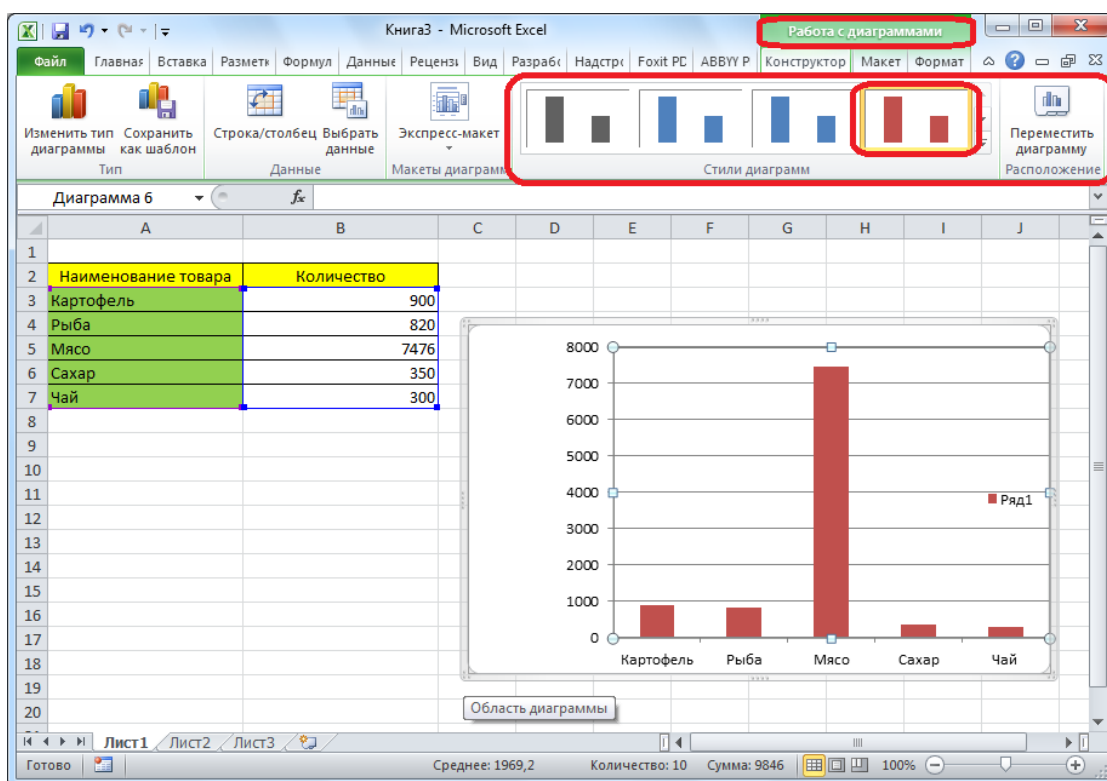 Книга3 - Microsoft Excel
Работа с диаграммами
Файл Главная Вставка Разметк Формул Данные Рецензи Вид Разрабо Надстро Foxit PD ABBYY P Конструктор Макет Формат
Изменить тип диаграммы
Сохранить как шаблон
Строка/столбец
Выбрать данные
Экспресс-макет
Переместить диаграмму
Тип Данные Макеты диаграмм Стили диаграмм Расположение
Диаграмма 6 fx
A B C D E F G H I J
1
2 Наименование товара Количество
3 Картофель 900
4 Рыба 820
5 Мясо 7476
6 Сахар 350
7 Чай 300
8
9
10
11
12
13
14
15
16
17
18
19
20
8000
7000
6000
5000
4000
3000
2000
1000
0
Ряд1
Картофель Рыба Мясо Сахар Чай
Область диаграммы
Лист1 Лист2 Лист3
Готово Среднее: 1969,2 Количество: 10 Сумма: 9846 100%